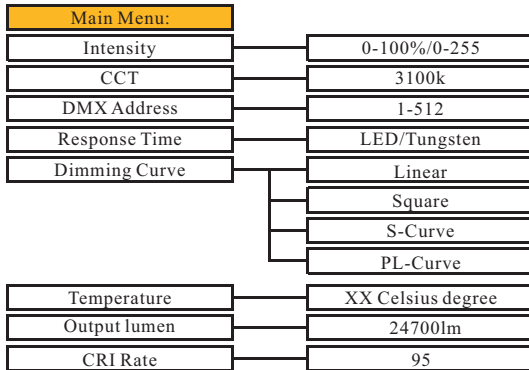 Main Menu:
Intensity 0-100%/0-255
CCT 3100k
DMX Address 1-512
Response Time LED/Tungsten
Dimming Curve Linear
Square
S-Curve
PL-Curve
Temperature XX Celsius degree
Output lumen 24700lm
CRI Rate 95